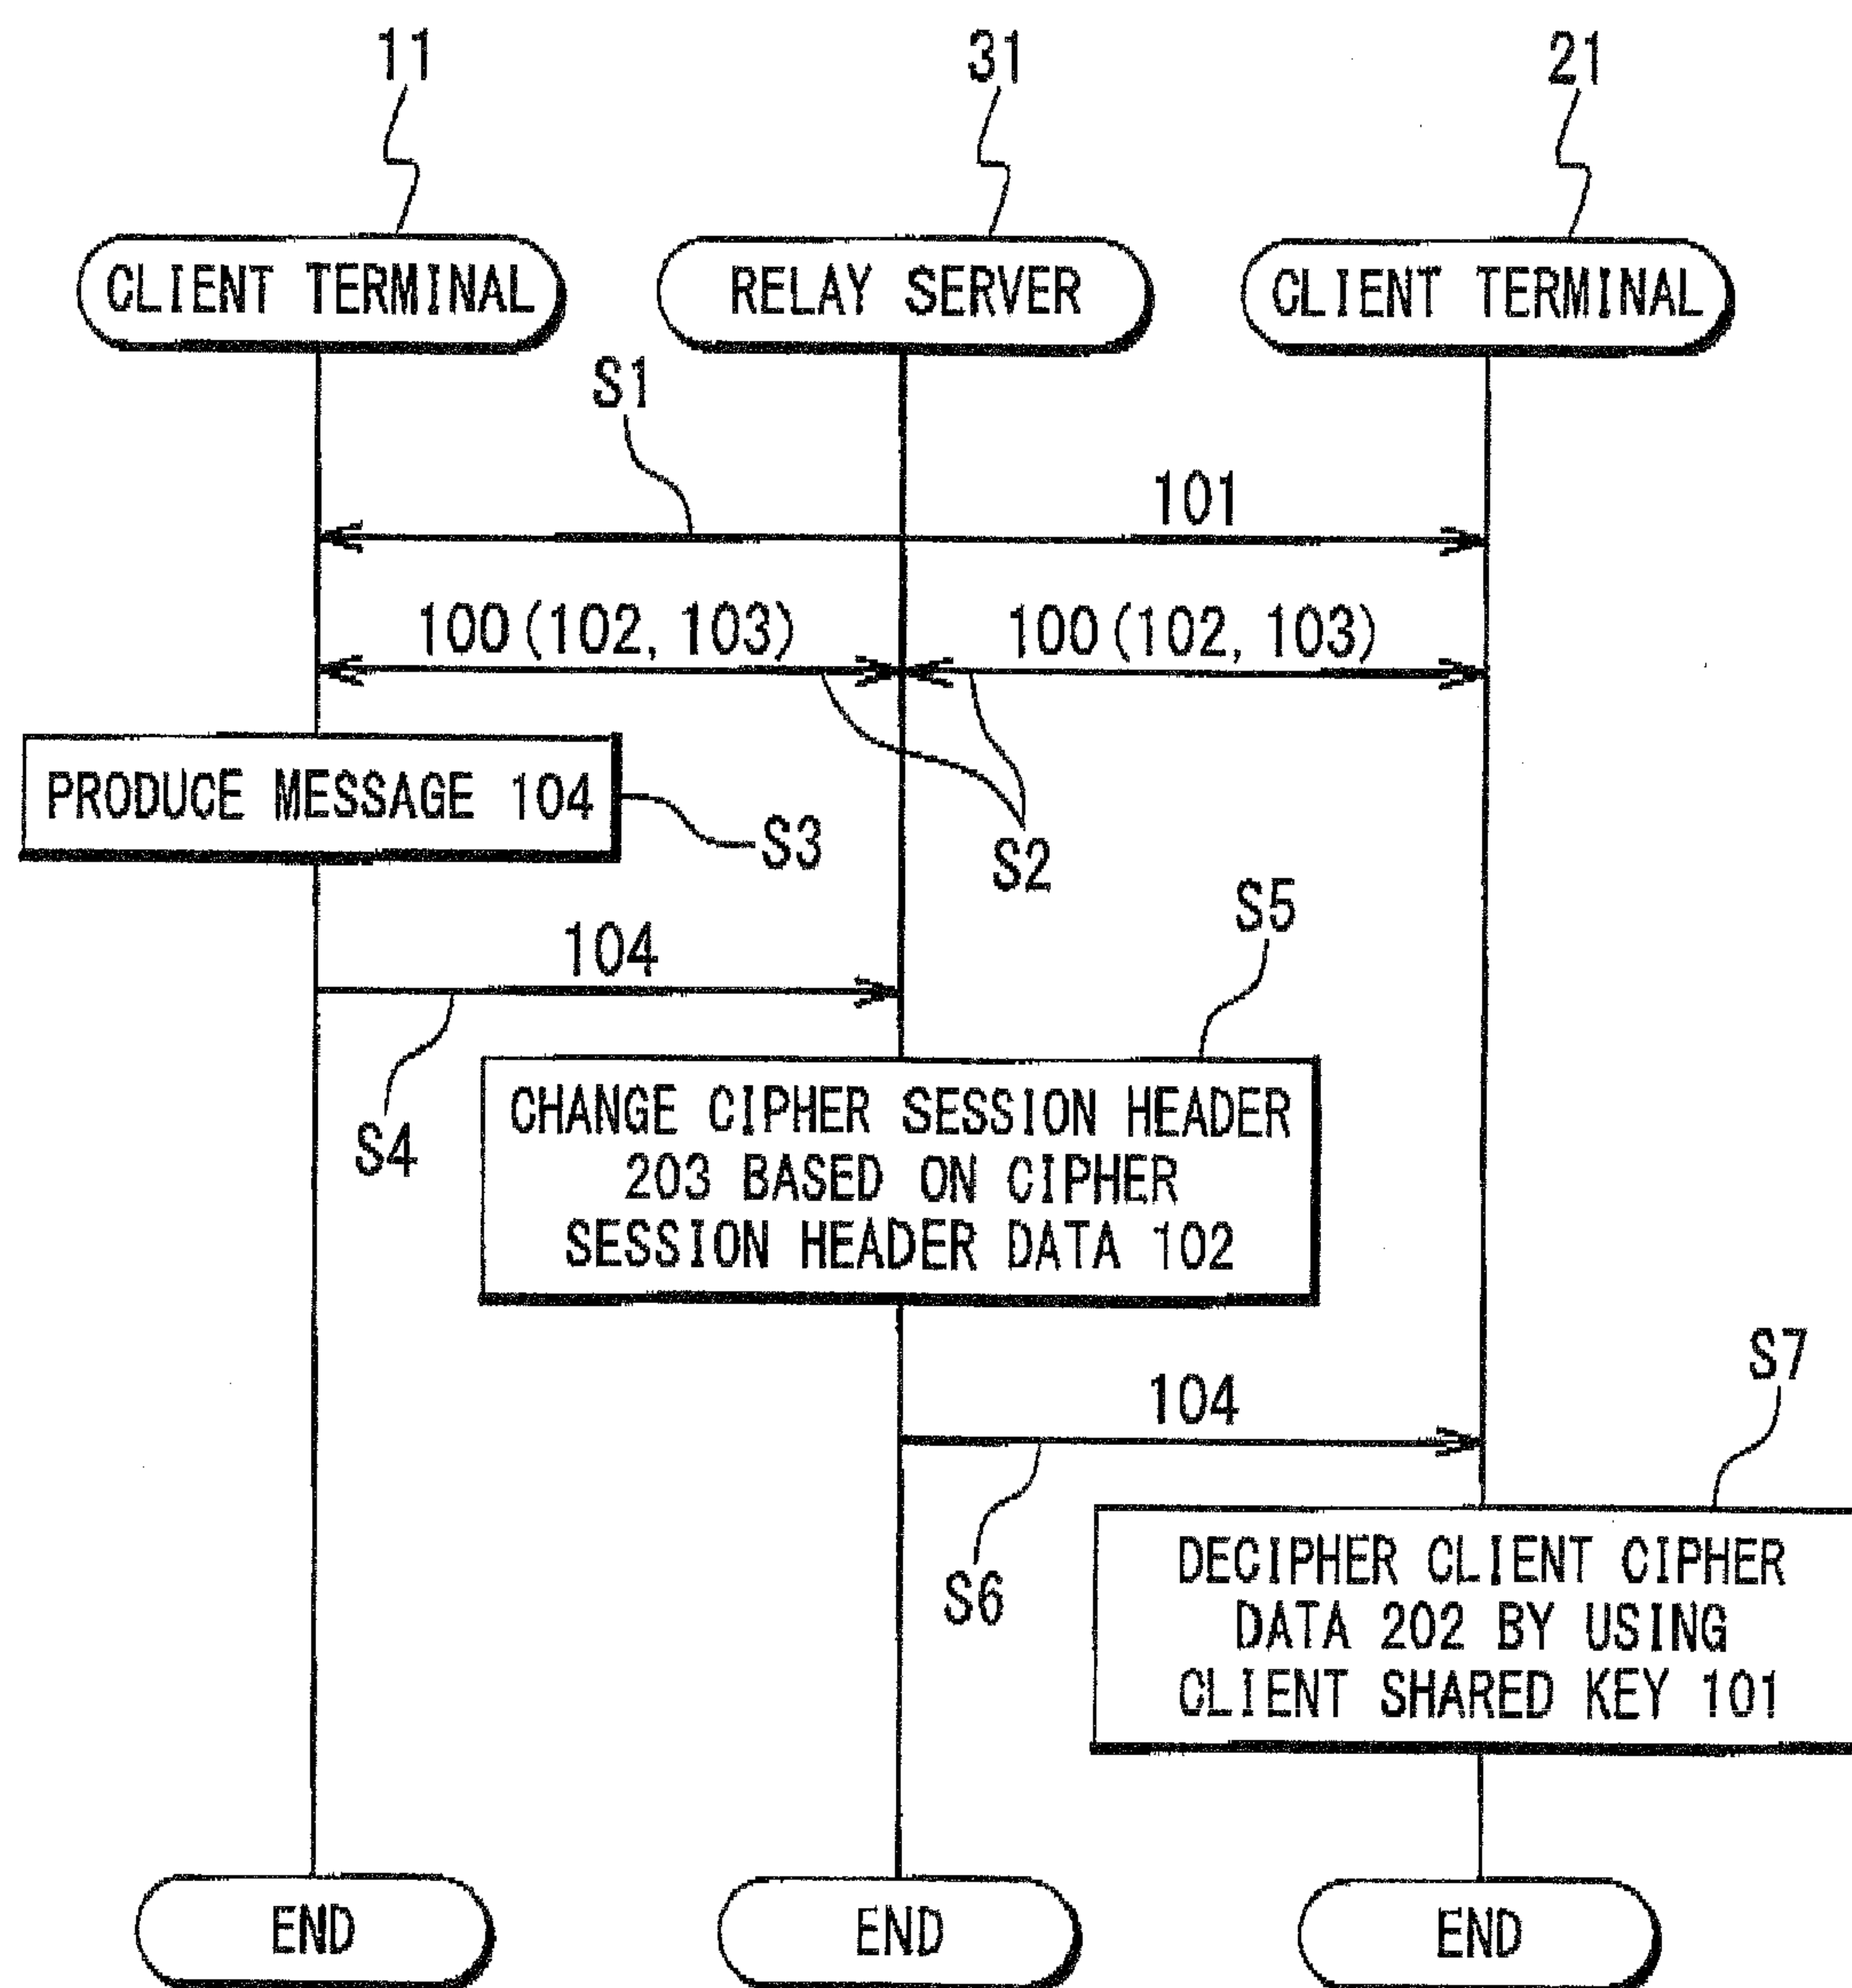 11
31
21
CLIENT TERMINAL
RELAY SERVER
CLIENT TERMINAL
S1
101
100(102, 103)
100(102, 103)
PRODUCE MESSAGE 104
S3
S2
S5
104
S4
CHANGE CIPHER SESSION HEADER
203 BASED ON CIPHER
SESSION HEADER DATA 102
S7
104
S6
DECIPHER CLIENT CIPHER
DATA 202 BY USING
CLIENT SHARED KEY 101
END
END
END